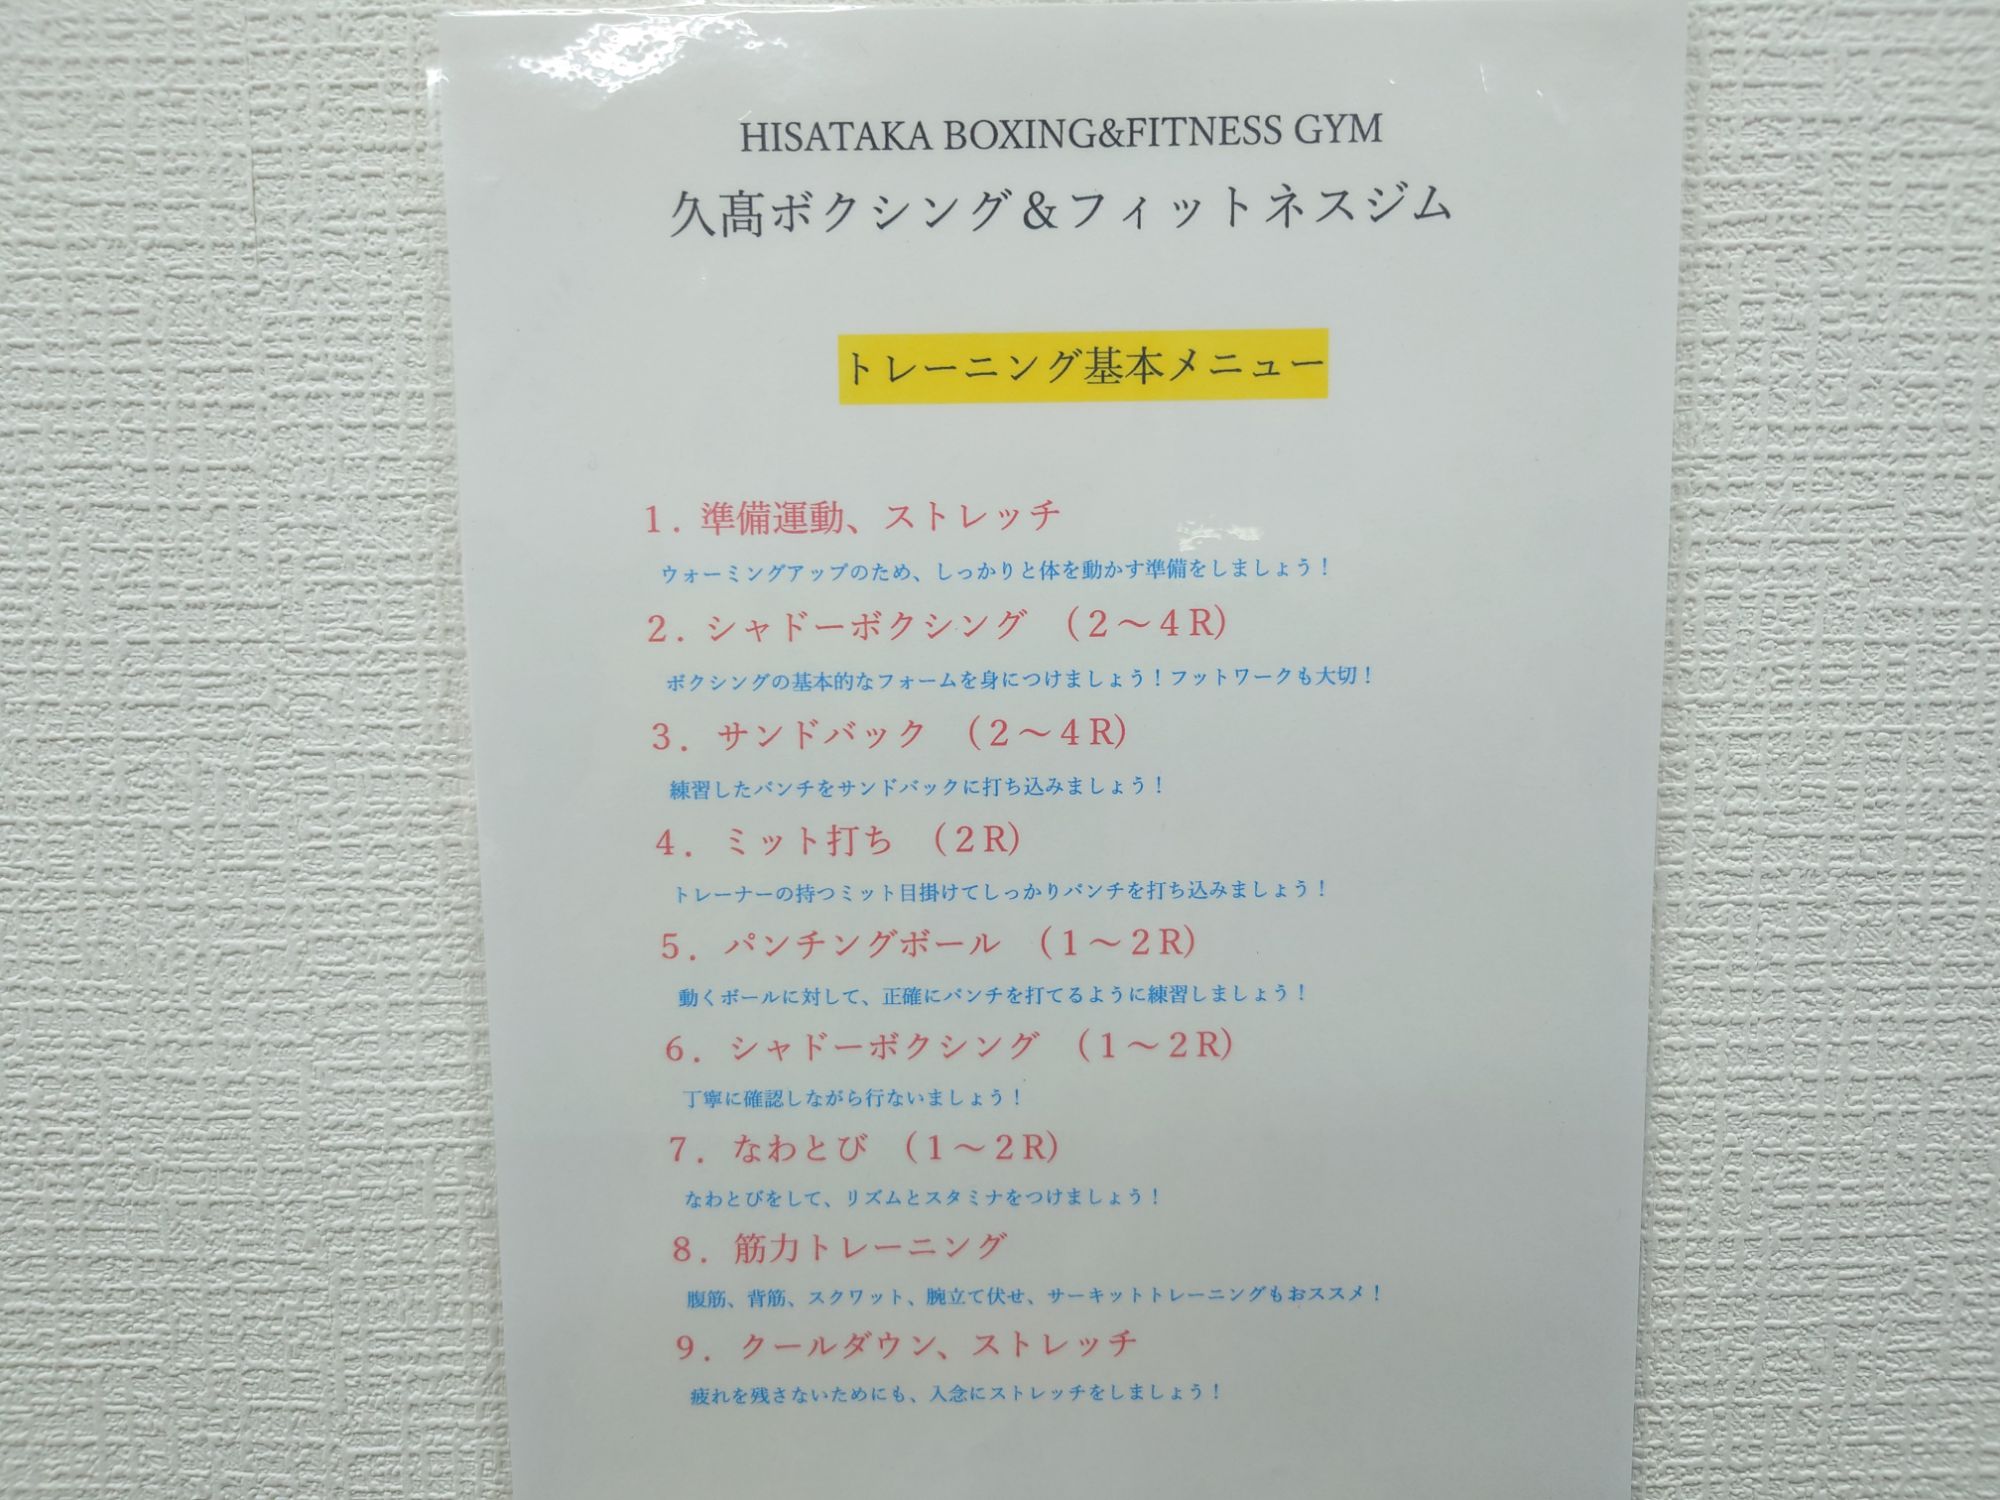 HISATAKA BOXING&FITNESS GYM
久髙ボクシング＆フィットネスジム
トレーニング基本メニュー
１．準備運動、ストレッチ
ウォーミングアップのため、しっかりと体を動かす準備をしましょう！
２．シャドーボクシング （２～４R）
ボクシングの基本的なフォームを身につけましょう！フットワークも大切！
３．サンドバック （２～４R）
練習したパンチをサンドバックに打ち込みましょう！
４．ミット打ち （２R）
トレーナーの持つミット目掛けてしっかりパンチを打ち込みましょう！
５．パンチングボール （１～２R）
動くボールに対して、正確にパンチを打てるように練習しましょう！
６．シャドーボクシング （１～２R）
丁寧に確認しながら行ないましょう！
７．なわとび （１～２R）
なわとびをして、リズムとスタミナをつけましょう！
８．筋力トレーニング
腹筋、背筋、スクワット、腕立て伏せ、サーキットトレーニングもおススメ！
９．クールダウン、ストレッチ
疲れを残さないためにも、入念にストレッチをしましょう！